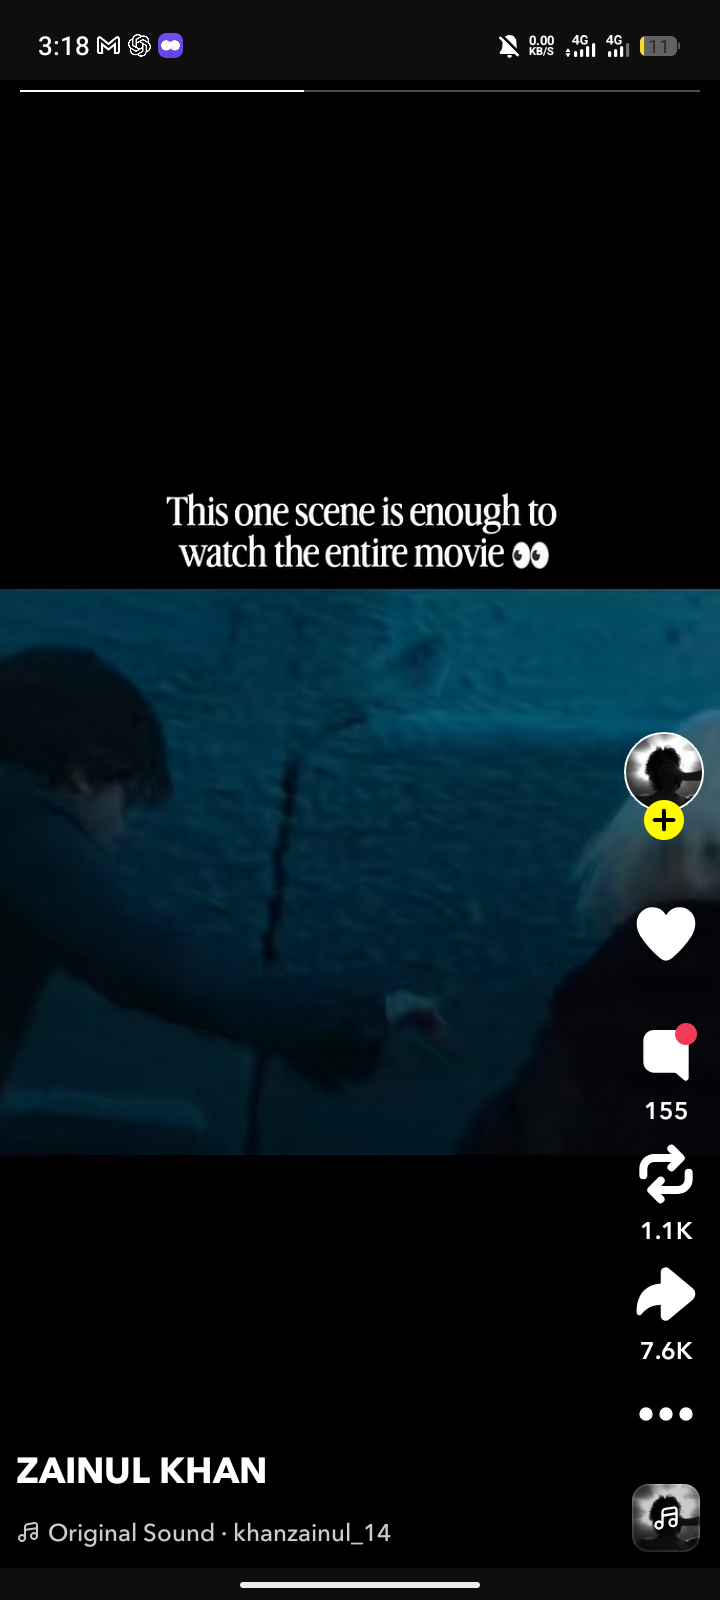 3:18
0.00
KB/S
4G
4G
11
This one scene is enough to
watch the entire movie 👀
155
1.1K
7.6K
ZAINUL KHAN
Original Sound · khanzainul_14